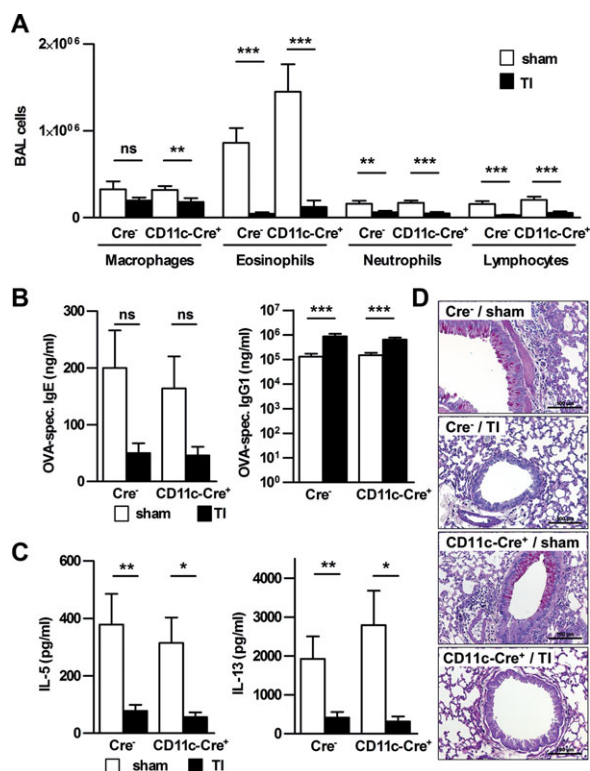 A
2×10^06
1×10^06
0
BAL cells
sham
TI
ns
**
***
***
**
***
***
***
Cre- CD11c-Cre+ Cre- CD11c-Cre+ Cre- CD11c-Cre+ Cre- CD11c-Cre+
Macrophages Eosinophils Neutrophils Lymphocytes
B
OVA-spec. IgE (ng/ml)
300
200
100
0
ns
ns
Cre- CD11c-Cre+
sham TI
OVA-spec. IgG1 (ng/ml)
10^6
10^6
10^5
10^4
10^3
10^2
10^1
10^0
***
***
Cre- CD11c-Cre+
C
IL-5 (pg/ml)
600
400
200
0
**
*
Cre- CD11c-Cre+
sham TI
IL-13 (pg/ml)
4000
3000
2000
1000
0
**
*
Cre- CD11c-Cre+
D
Cre- / sham
Cre- / TI
CD11c-Cre+ / sham
CD11c-Cre+ / TI